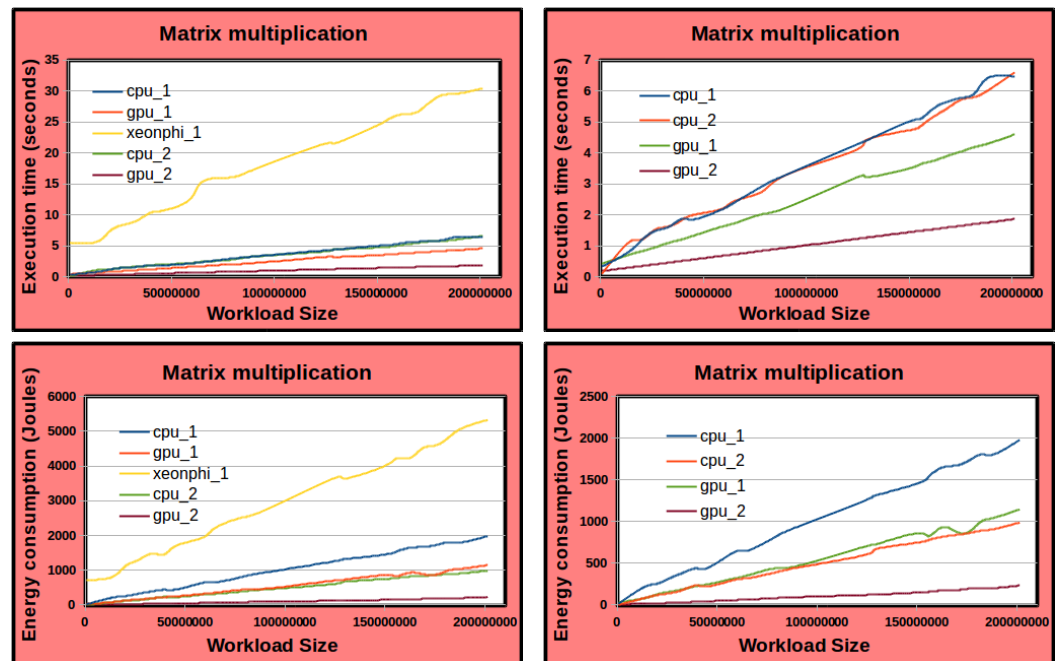 Matrix multiplication
Execution time (seconds)
35
30
25
20
15
10
5
0
cpu_1
gpu_1
xeonphi_1
cpu_2
gpu_2
0 50000000 100000000 150000000 200000000
Workload Size
Matrix multiplication
Execution time (seconds)
7
6
5
4
3
2
1
0
cpu_1
cpu_2
gpu_1
gpu_2
0 50000000 100000000 150000000 200000000
Workload Size
Matrix multiplication
Energy consumption (Joules)
6000
5000
4000
3000
2000
1000
0
cpu_1
gpu_1
xeonphi_1
cpu_2
gpu_2
0 50000000 100000000 150000000 200000000
Workload Size
Matrix multiplication
Energy consumption (Joules)
2500
2000
1500
1000
500
0
cpu_1
cpu_2
gpu_1
gpu_2
0 50000000 100000000 150000000 200000000
Workload Size